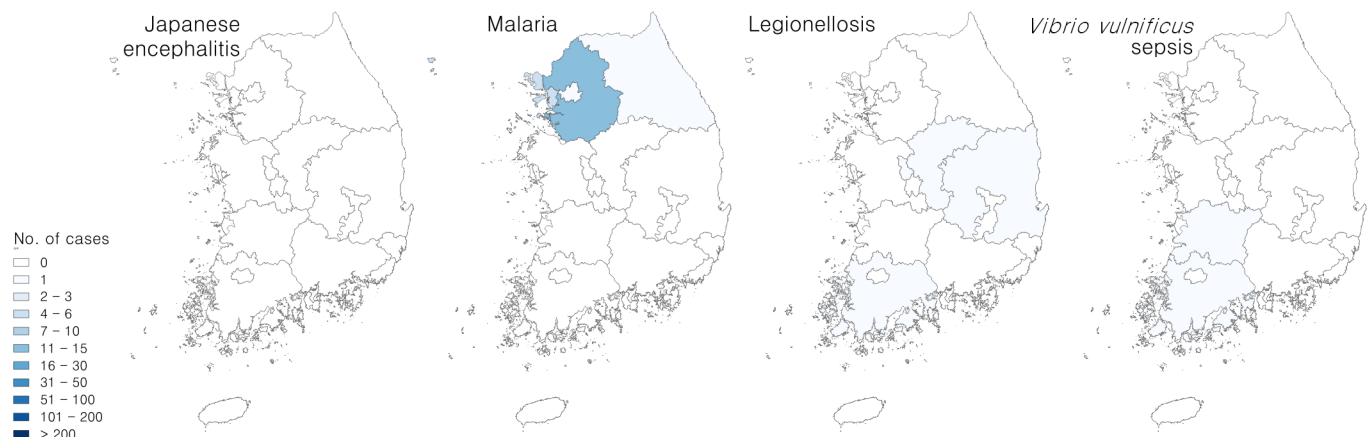 Japanese
encephalitis
Malaria
Legionellosis
Vibrio vulnificus
sepsis
No. of cases
0
1
2 – 3
4 – 6
7 – 10
11 – 15
16 – 30
31 – 50
51 – 100
101 – 200
> 200